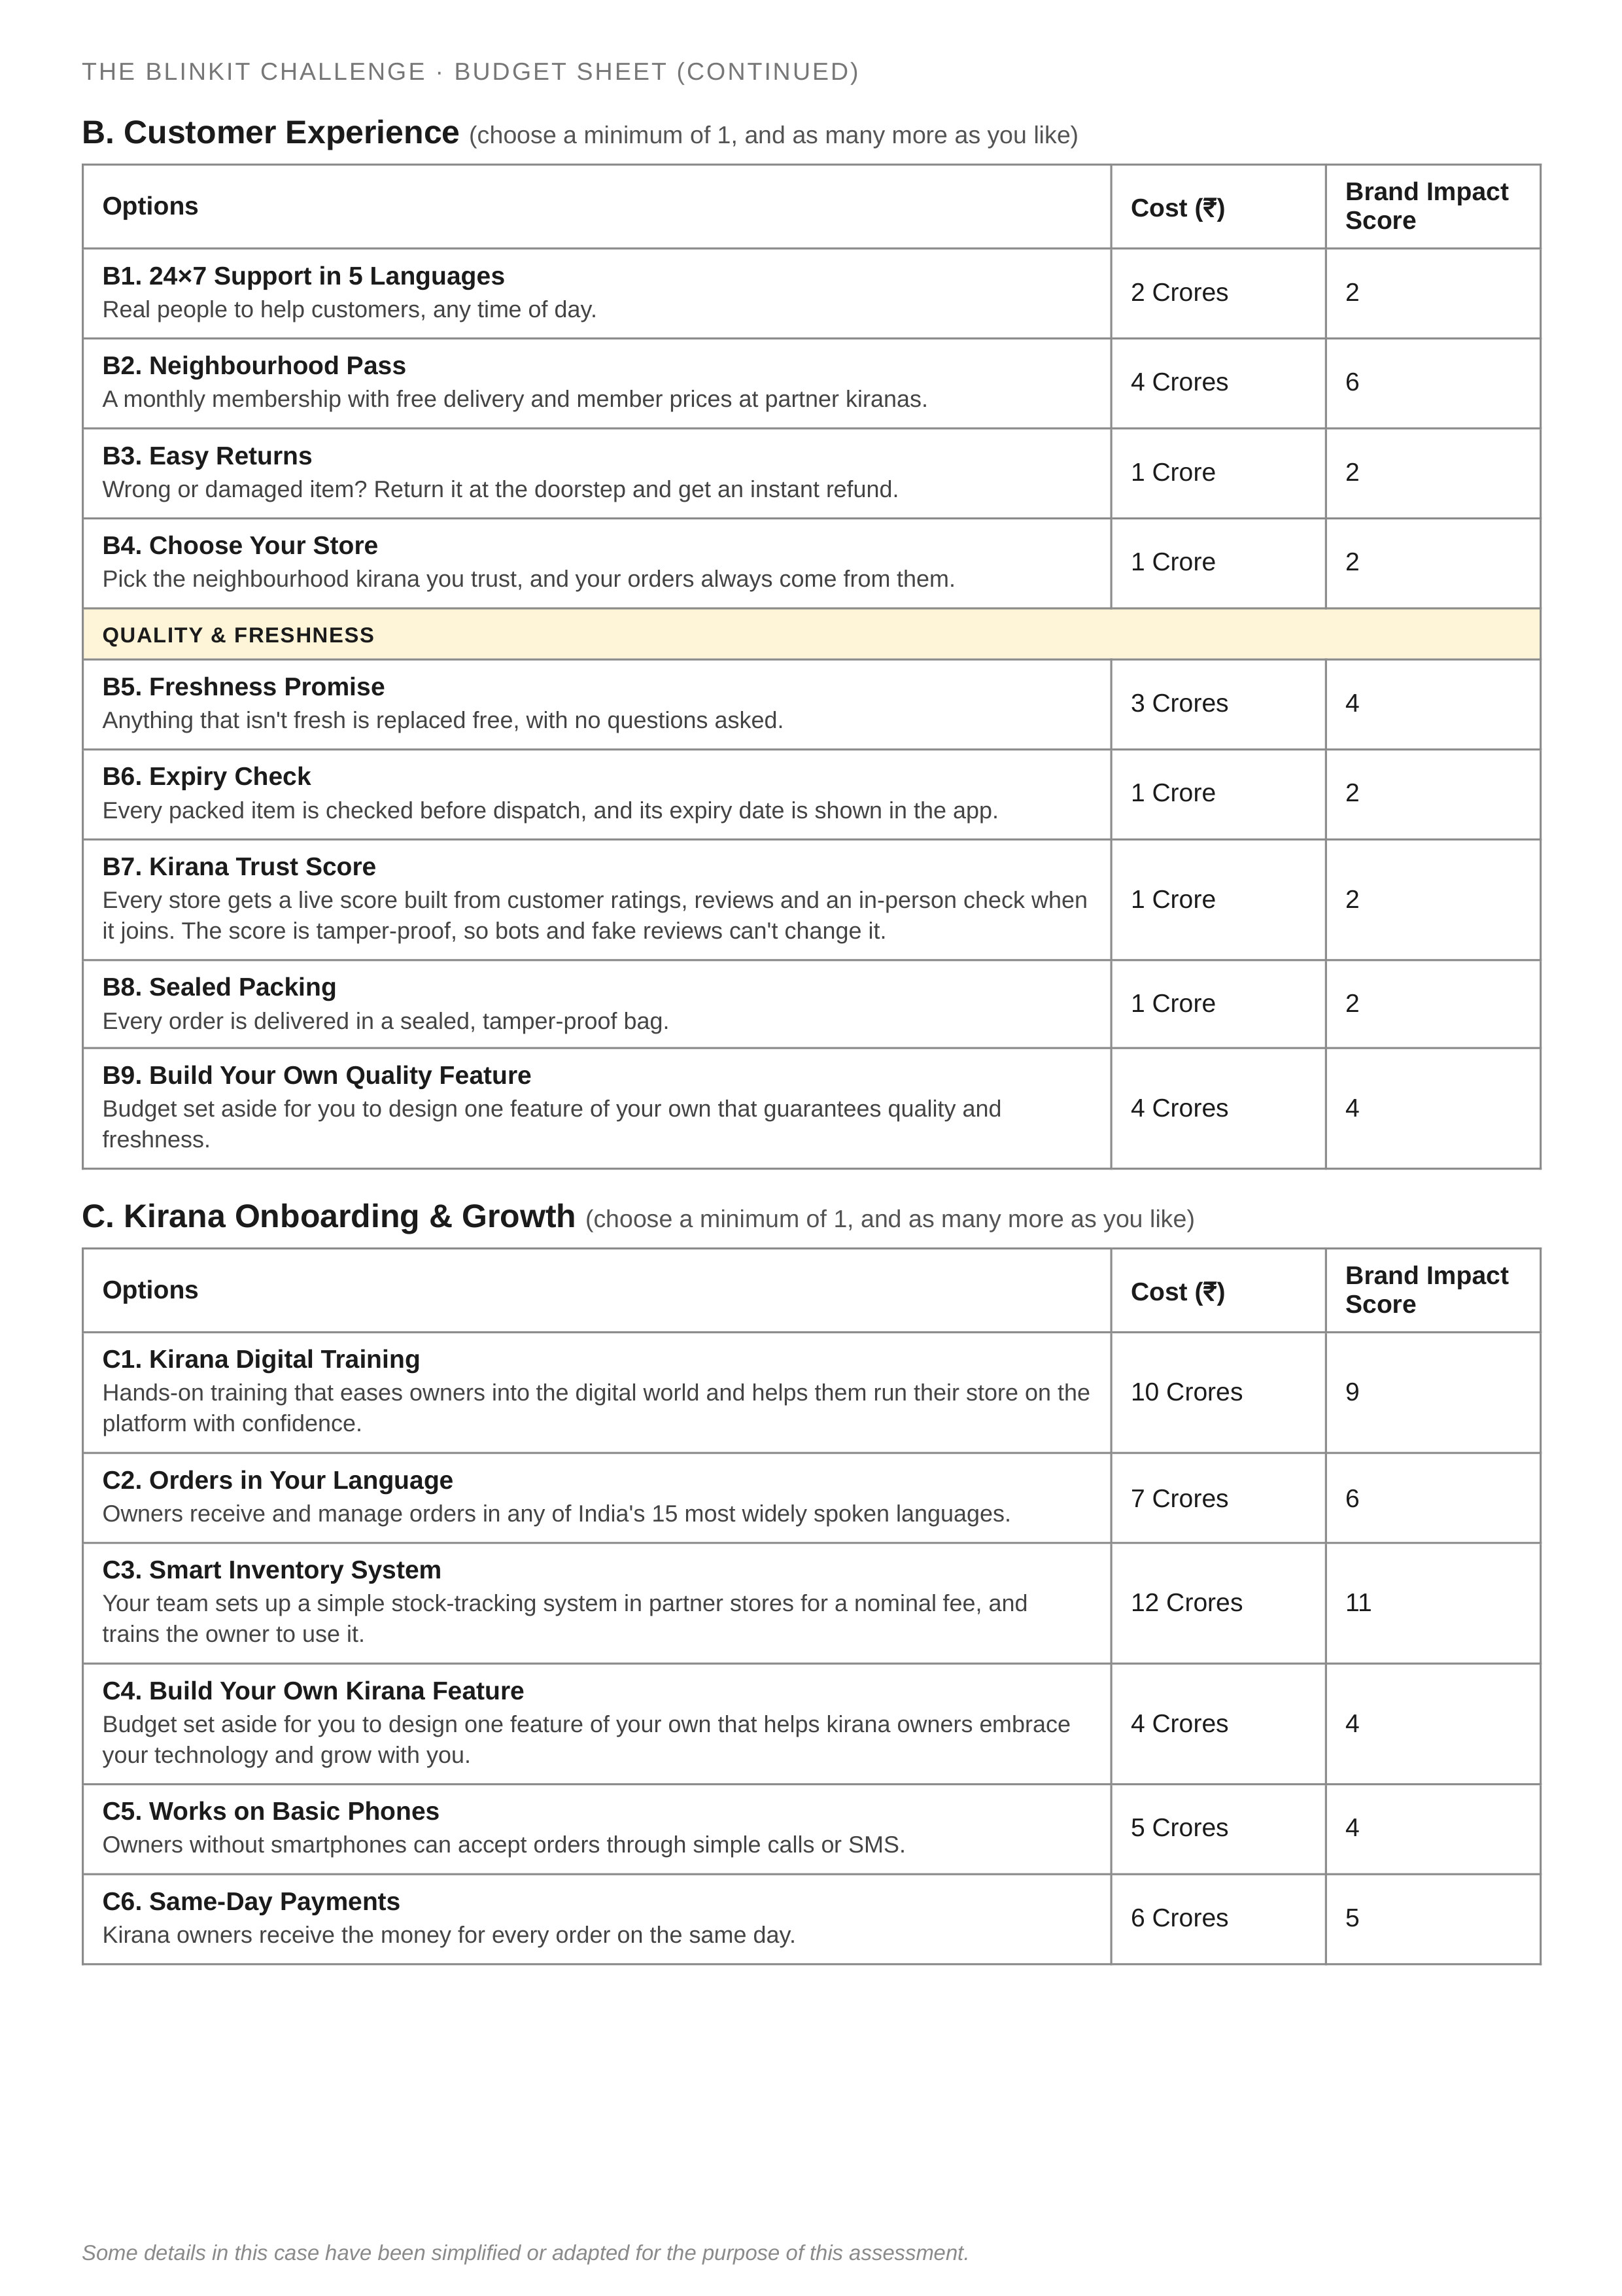 THE BLINKIT CHALLENGE · BUDGET SHEET (CONTINUED)
B. Customer Experience (choose a minimum of 1, and as many more as you like)
Options
Cost (₹)
Brand Impact
Score
B1. 24×7 Support in 5 Languages
Real people to help customers, any time of day.
2 Crores
2
B2. Neighbourhood Pass
A monthly membership with free delivery and member prices at partner kiranas.
4 Crores
6
B3. Easy Returns
Wrong or damaged item? Return it at the doorstep and get an instant refund.
1 Crore
2
B4. Choose Your Store
Pick the neighbourhood kirana you trust, and your orders always come from them.
1 Crore
2
QUALITY & FRESHNESS
B5. Freshness Promise
Anything that isn't fresh is replaced free, with no questions asked.
3 Crores
4
B6. Expiry Check
Every packed item is checked before dispatch, and its expiry date is shown in the app.
1 Crore
2
B7. Kirana Trust Score
Every store gets a live score built from customer ratings, reviews and an in-person check when
it joins. The score is tamper-proof, so bots and fake reviews can't change it.
1 Crore
2
B8. Sealed Packing
Every order is delivered in a sealed, tamper-proof bag.
1 Crore
2
B9. Build Your Own Quality Feature
Budget set aside for you to design one feature of your own that guarantees quality and
freshness.
4 Crores
4
C. Kirana Onboarding & Growth (choose a minimum of 1, and as many more as you like)
Options
Cost (₹)
Brand Impact
Score
C1. Kirana Digital Training
Hands-on training that eases owners into the digital world and helps them run their store on the
platform with confidence.
10 Crores
9
C2. Orders in Your Language
Owners receive and manage orders in any of India's 15 most widely spoken languages.
7 Crores
6
C3. Smart Inventory System
Your team sets up a simple stock-tracking system in partner stores for a nominal fee, and
trains the owner to use it.
12 Crores
11
C4. Build Your Own Kirana Feature
Budget set aside for you to design one feature of your own that helps kirana owners embrace
your technology and grow with you.
4 Crores
4
C5. Works on Basic Phones
Owners without smartphones can accept orders through simple calls or SMS.
5 Crores
4
C6. Same-Day Payments
Kirana owners receive the money for every order on the same day.
6 Crores
5
Some details in this case have been simplified or adapted for the purpose of this assessment.